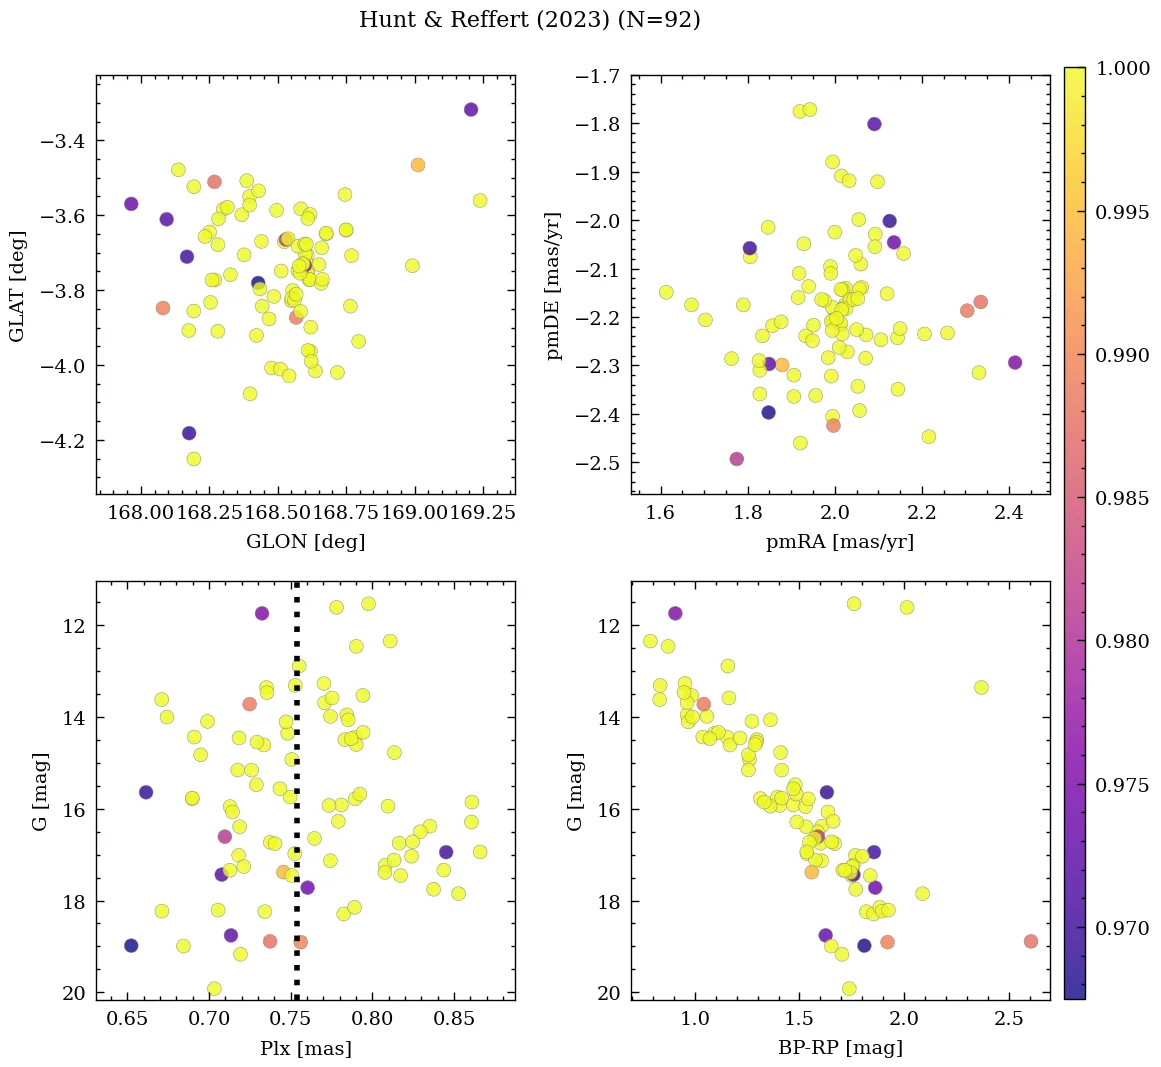 Hunt & Reffert (2023) (N=92)
−3.4
−3.6
−3.8
−4.0
−4.2
GLAT [deg]
168.00 168.25 168.50 168.75 169.00 169.25
GLON [deg]
−1.7
−1.8
−1.9
−2.0
−2.1
−2.2
−2.3
−2.4
−2.5
pmDE [mas/yr]
1.6 1.8 2.0 2.2 2.4
pmRA [mas/yr]
12
14
16
18
20
G [mag]
0.65 0.70 0.75 0.80 0.85
Plx [mas]
12
14
16
18
20
G [mag]
1.0 1.5 2.0 2.5
BP-RP [mag]
1.000
0.995
0.990
0.985
0.980
0.975
0.970